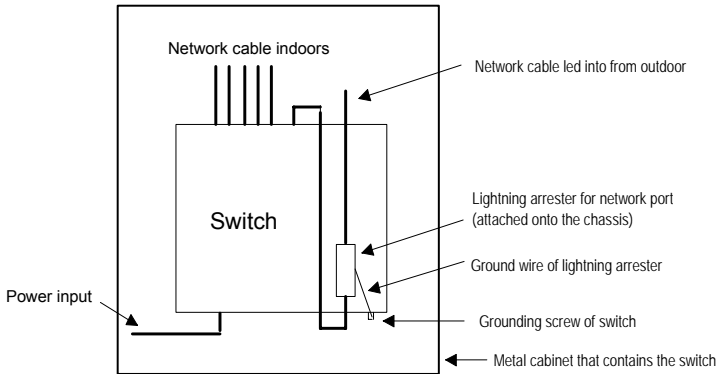 Network cable indoors
Network cable led into from outdoor
Lightning arrester for network port
(attached onto the chassis)
Switch
Ground wire of lightning arrester
Power input
Grounding screw of switch
Metal cabinet that contains the switch